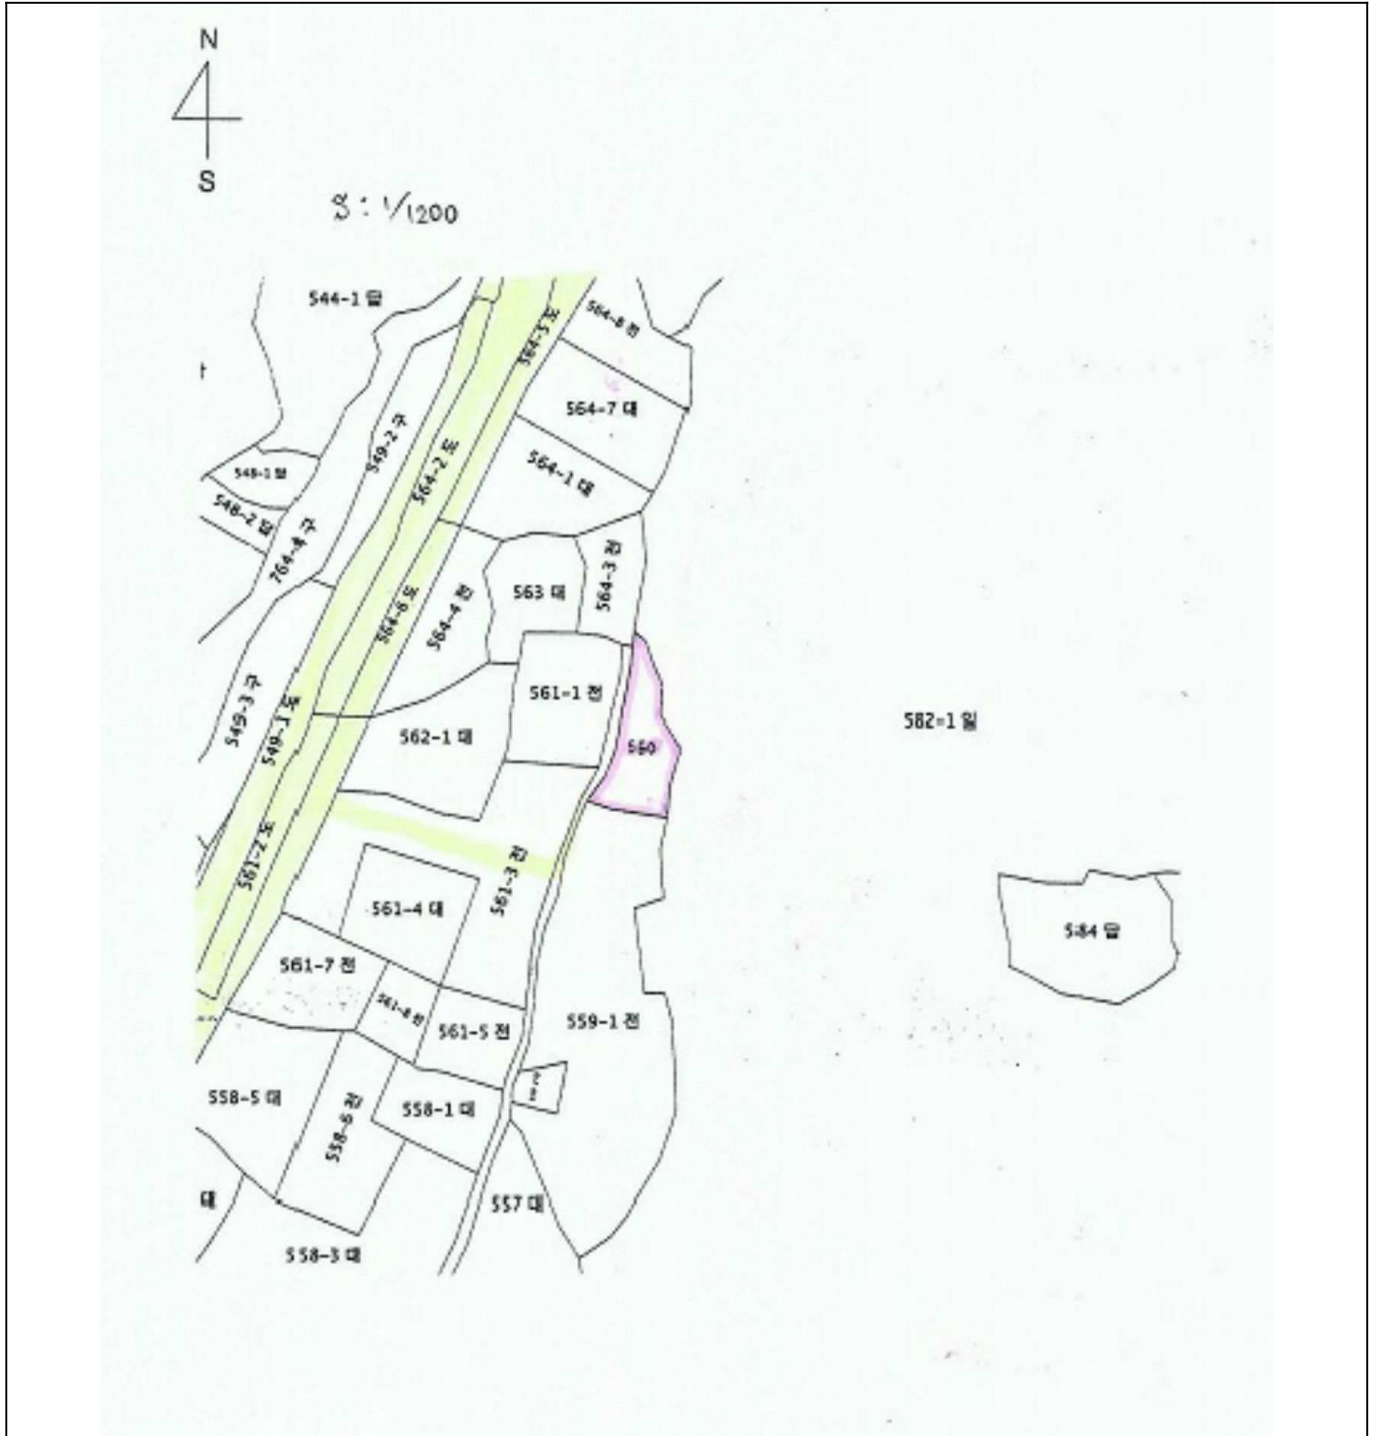 N
S
S: 1/1200
544-1 답
564-8 전
564-5 도
564-7 대
549-2 구
564-2 도
564-1 대
548-1 답
548-2 답
764-4 구
563 대
564-3 전
564-6 도
564-4 전
561-1 전
549-3 구
549-1 도
562-1 대
560
582-1 임
561-2 도
561-3 전
561-4 대
584 답
561-7 전
561-8 전
561-5 전
559-1 전
558-5 대
558-6 전
558-1 대
대
557 대
558-3 대